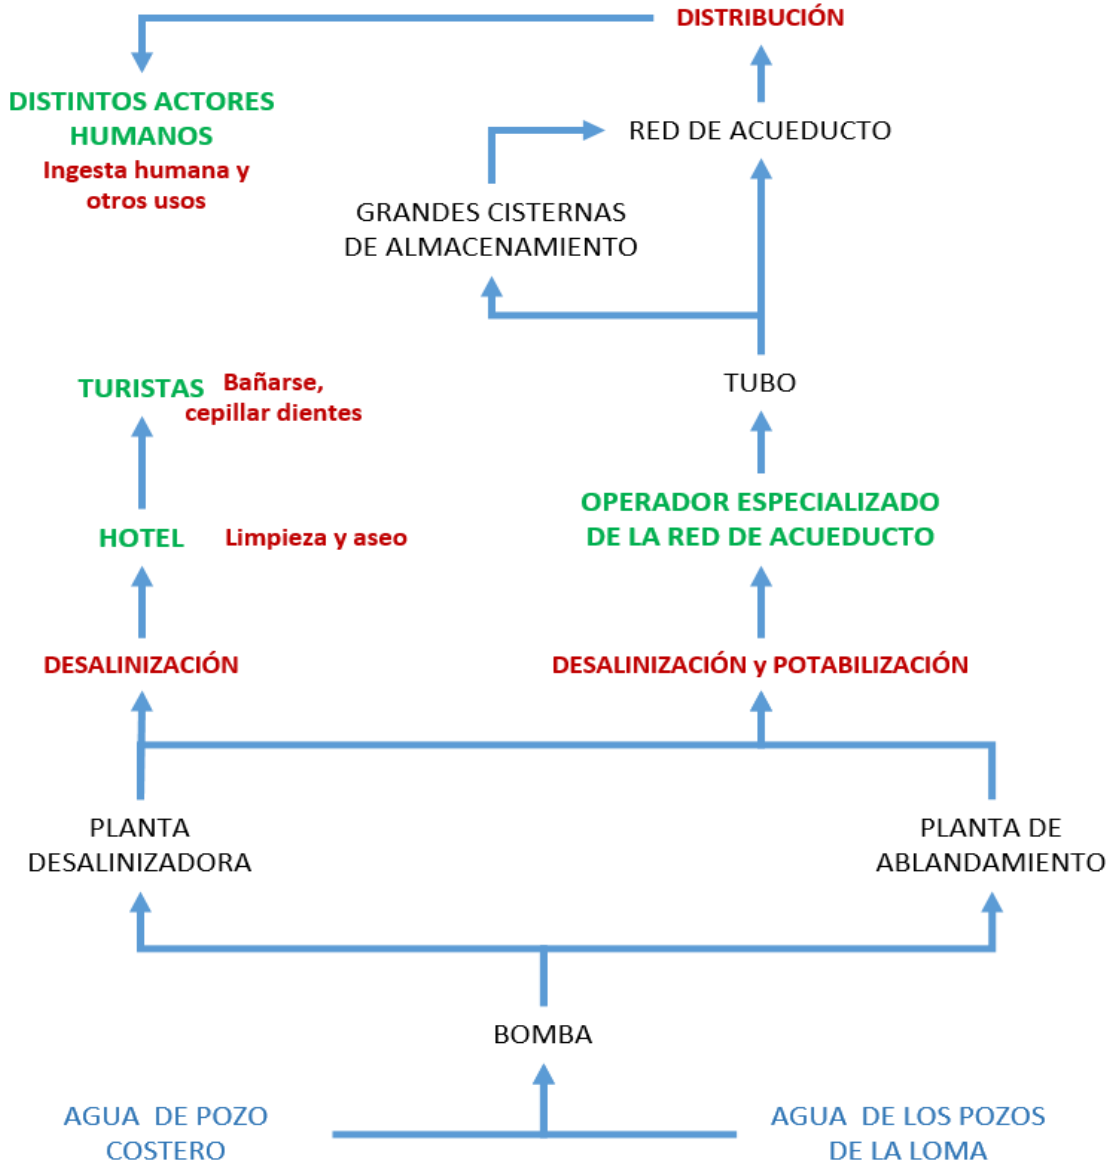 DISTRIBUCIÓN
DISTINTOS ACTORES
HUMANOS
Ingesta humana y
otros usos
RED DE ACUEDUCTO
GRANDES CISTERNAS
DE ALMACENAMIENTO
TURISTAS
Bañarse,
cepillar dientes
TUBO
HOTEL
Limpieza y aseo
OPERADOR ESPECIALIZADO
DE LA RED DE ACUEDUCTO
DESALINIZACIÓN
DESALINIZACIÓN y POTABILIZACIÓN
PLANTA
DESALINIZADORA
PLANTA DE
ABLANDAMIENTO
BOMBA
AGUA DE POZO
COSTERO
AGUA DE LOS POZOS
DE LA LOMA